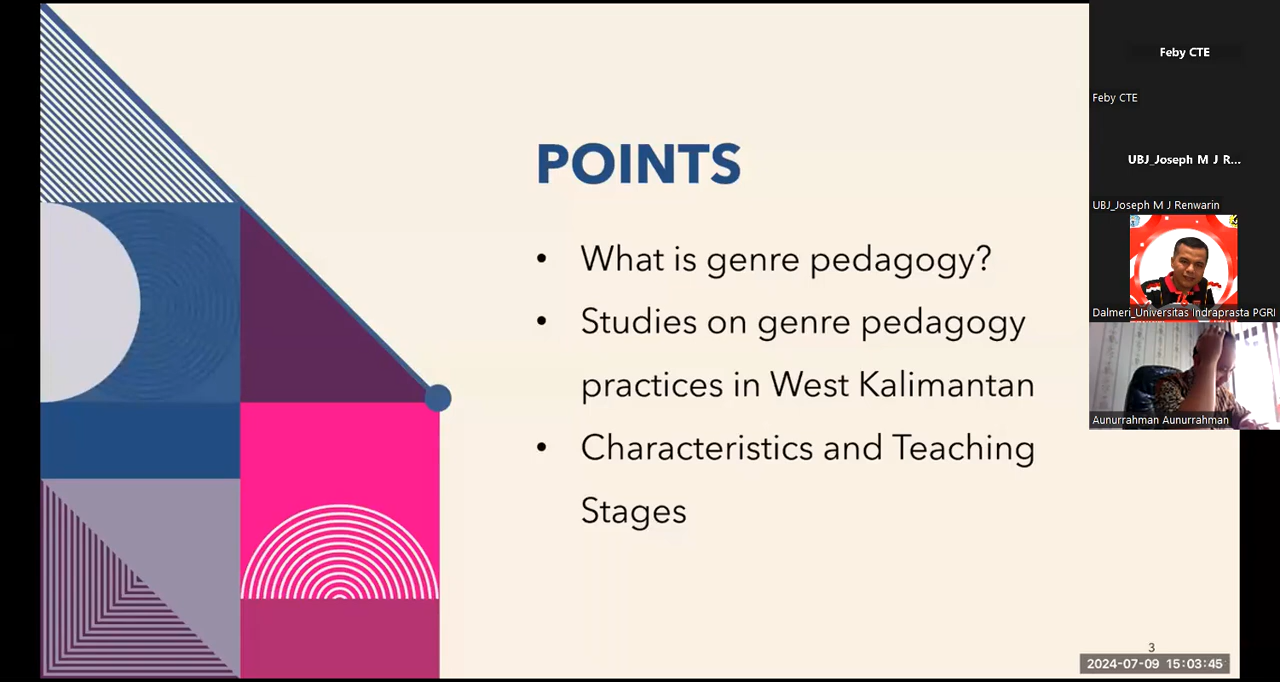 POINTS
• What is genre pedagogy?
• Studies on genre pedagogy
practices in West Kalimantan
• Characteristics and Teaching
Stages
3
2024-07-09 15:03:45
Feby CTE
Feby CTE
UBJ_Joseph M J R...
UBJ_Joseph M J Renwarin
Dalmeri_Universitas Indraprasta PGRI
Aunurrahman Aunurrahman